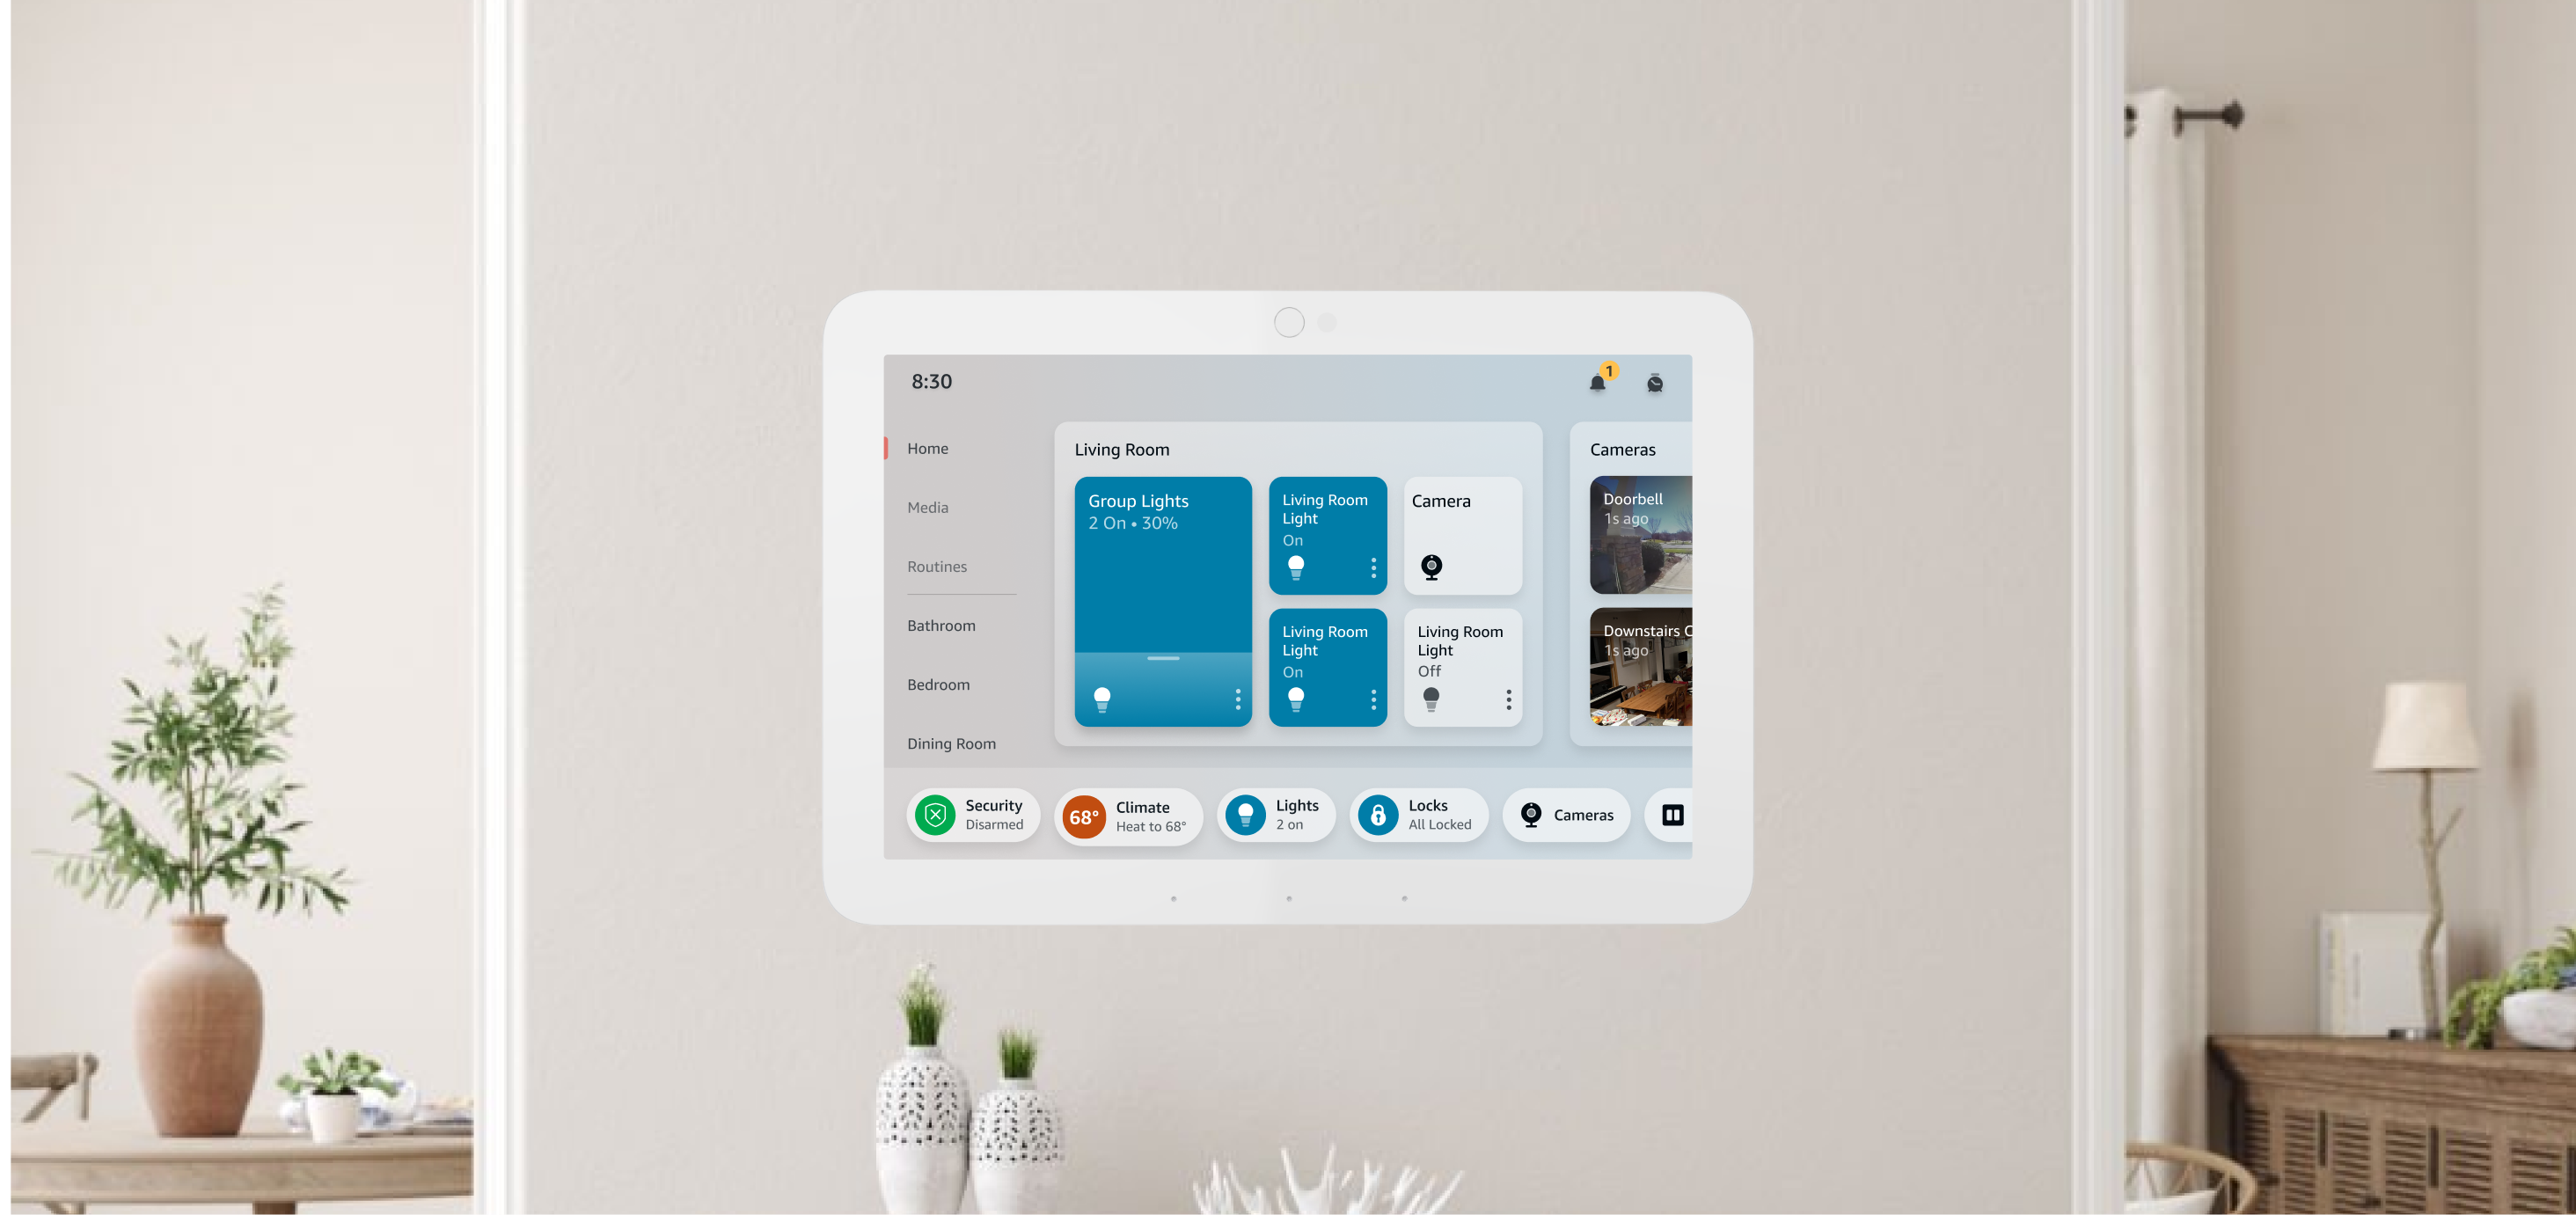 8:30
1
Home
Media
Routines
Bathroom
Bedroom
Dining Room
Living Room
Group Lights
2 On • 30%
Living Room
Light
On
Camera
Living Room
Light
On
Living Room
Light
Off
Cameras
Doorbell
1s ago
Downstairs C
1s ago
Security
Disarmed
68°
Climate
Heat to 68°
Lights
2 on
Locks
All Locked
Cameras